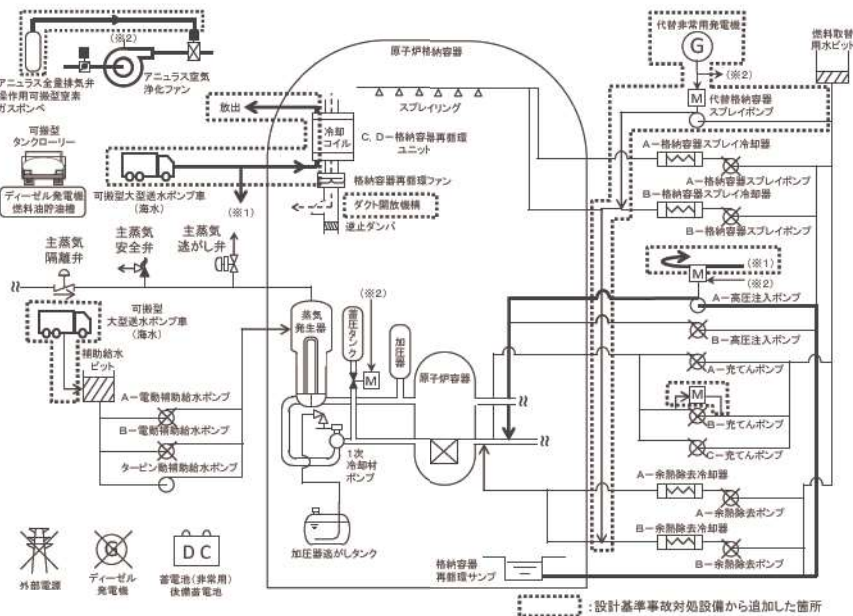 (※2)
アニュラス空気
浄化ファン
アニュラス全量排気弁
操作用可搬型窒素
ガスボンベ
可搬型
タンクローリー
ディーゼル発電機
燃料油貯油槽
放出
可搬型大型送水ポンプ車
(海水)
(※1)
原子炉格納容器
スプレイリング
冷却
コイル
C, D-格納容器再循環
ユニット
格納容器再循環ファン
ダクト開放機構
逆止ダンパ
代替非常用発電機
G
(※2)
M
代替格納容器
スプレイポンプ
燃料取替
用水ピット
A-格納容器スプレイ冷却器
A-格納容器スプレイポンプ
B-格納容器スプレイ冷却器
B-格納容器スプレイポンプ
(※1)
M
(※2)
A-高圧注入ポンプ
B-高圧注入ポンプ
A-充てんポンプ
M
B-充てんポンプ
C-充てんポンプ
A-余熱除去冷却器
A-余熱除去ポンプ
B-余熱除去冷却器
B-余熱除去ポンプ
主蒸気
隔離弁
主蒸気
安全弁
主蒸気
逃がし弁
可搬型
大型送水ポンプ車
(海水)
補助給水
ピット
A-電動補助給水ポンプ
B-電動補助給水ポンプ
タービン動補助給水ポンプ
蒸気
発生器
蓄圧タンク
(※2)
M
加圧器
原子炉容器
1次
冷却材
ポンプ
加圧器逃がしタンク
格納容器
再循環サンプ
外部電源
G
ディーゼル
発電機
DC
蓄電池(非常用)
後備蓄電池
:設計基準事故対処設備から追加した箇所